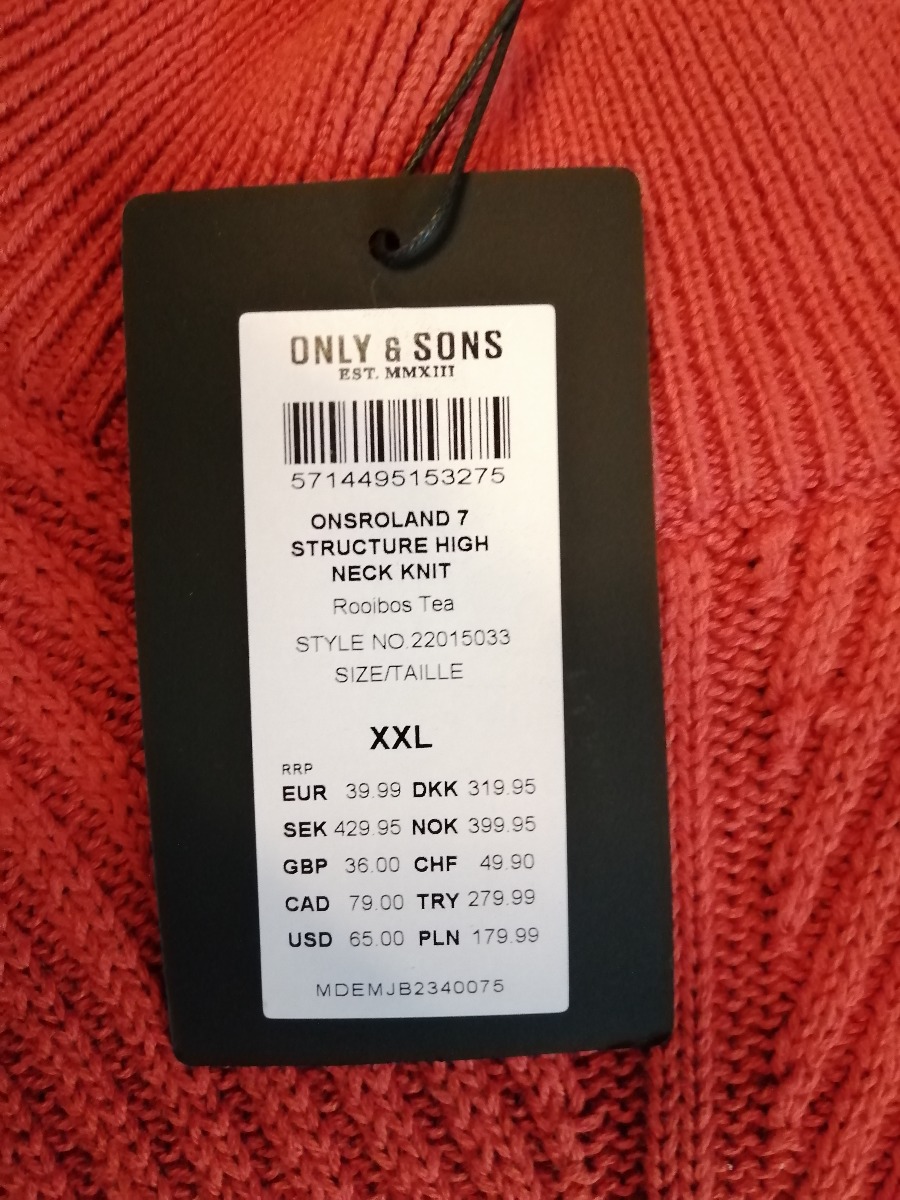 ONLY & SONS
EST. MMXIII
5714495153275
ONSROLAND 7
STRUCTURE HIGH
NECK KNIT
Rooibos Tea
STYLE NO.22015033
SIZE/TAILLE
XXL
RRP
EUR 39.99 DKK 319.95
SEK 429.95 NOK 399.95
GBP 36.00 CHF 49.90
CAD 79.00 TRY 279.99
USD 65.00 PLN 179.99
MDEMJB2340075